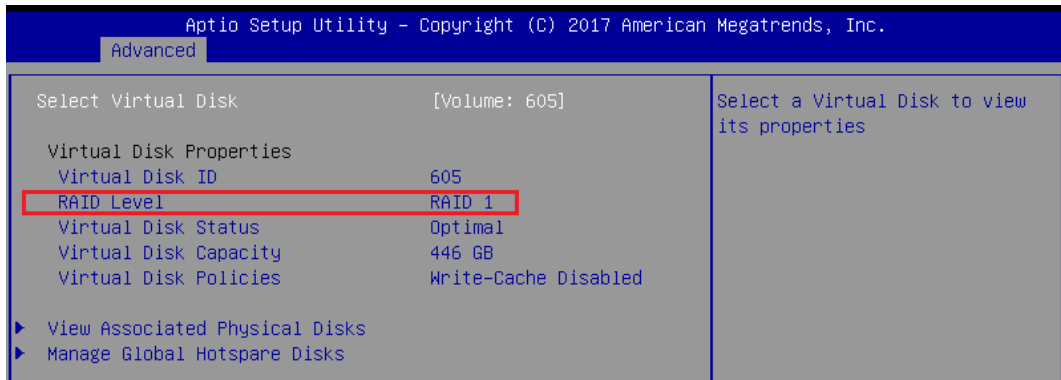 Aptio Setup Utility – Copyright (C) 2017 American Megatrends, Inc.
Advanced
Select Virtual Disk [Volume: 605]
Select a Virtual Disk to view
its properties
Virtual Disk Properties
Virtual Disk ID 605
RAID Level RAID 1
Virtual Disk Status Optimal
Virtual Disk Capacity 446 GB
Virtual Disk Policies Write-Cache Disabled
View Associated Physical Disks
Manage Global Hotspare Disks